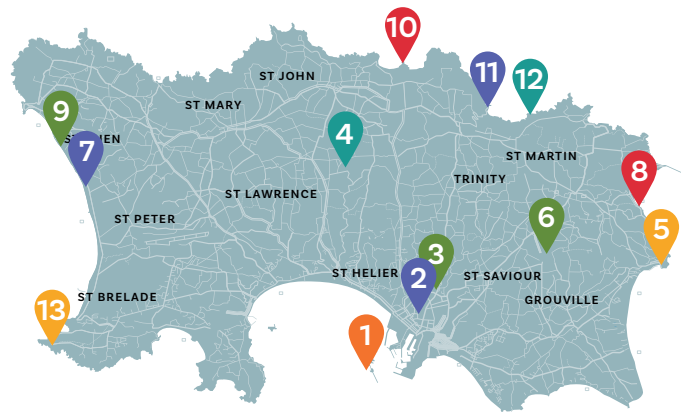 10
11
12
ST JOHN
9
ST MARY
4
7
ST MARTIN
8
TRINITY
ST LAWRENCE
6
5
ST PETER
3
ST HELIER
2
ST SAVIOUR
13
ST BRELADE
GROUVILLE
1